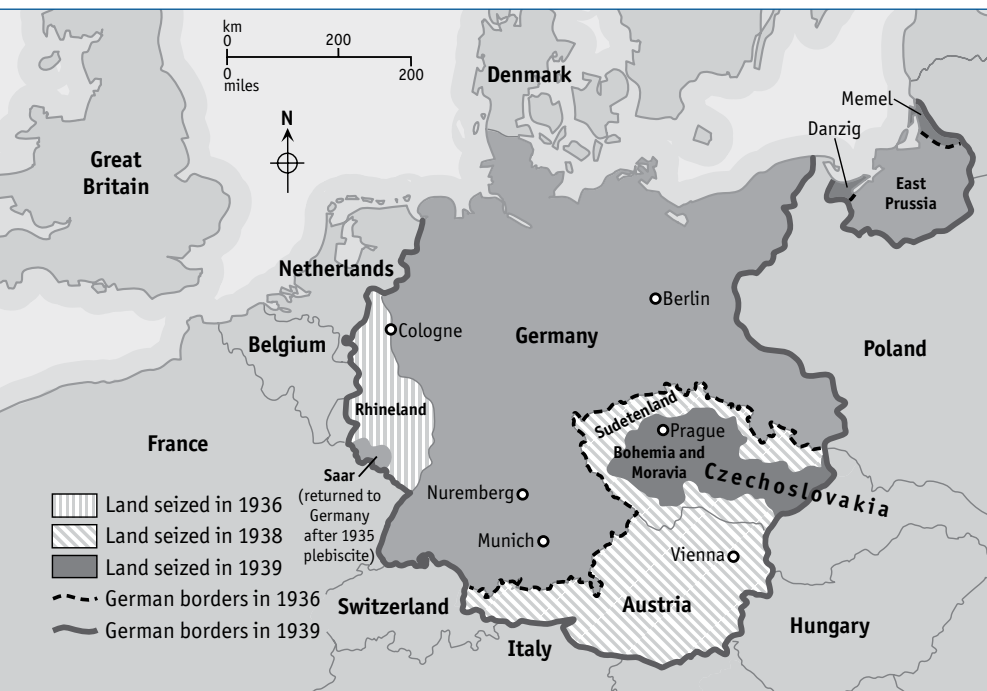 km
0
200
0
200
miles
Denmark
N
Memel
Danzig
Great
Britain
East
Prussia
Netherlands
Berlin
Cologne
Germany
Belgium
Poland
Rhineland
Sudetenland
Prague
France
Bohemia and
Moravia
Czechoslovakia
Saar
(returned to
Germany
after 1935
plebiscite)
Nuremberg
Munich
Vienna
Land seized in 1936
Land seized in 1938
Land seized in 1939
German borders in 1936
German borders in 1939
Switzerland
Austria
Italy
Hungary